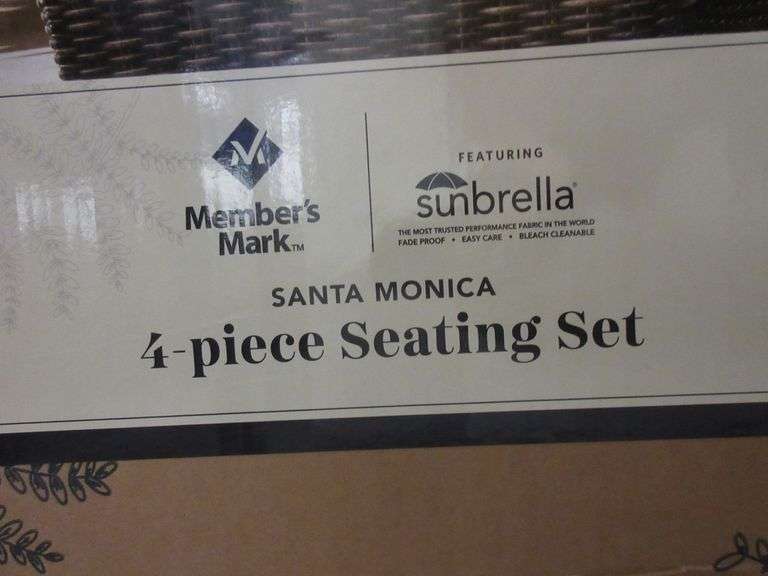 Member's
Mark™
FEATURING
sunbrella®
THE MOST TRUSTED PERFORMANCE FABRIC IN THE WORLD
FADE PROOF • EASY CARE • BLEACH CLEANABLE
SANTA MONICA
4-piece Seating Set